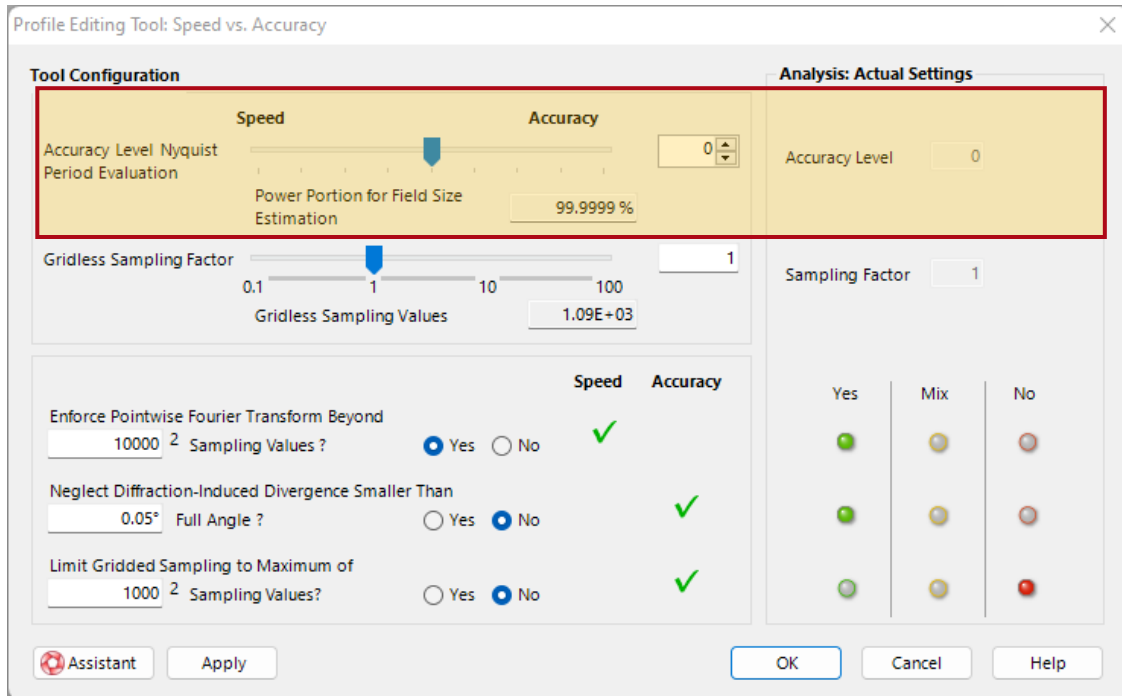 Profile Editing Tool: Speed vs. Accuracy
Tool Configuration
Speed Accuracy
Accuracy Level Nyquist
Period Evaluation
0
Power Portion for Field Size
Estimation
99.9999 %
Gridless Sampling Factor
1
0.1 1 10 100
Gridless Sampling Values 1.09E+03
Analysis: Actual Settings
Accuracy Level 0
Sampling Factor 1
Speed Accuracy
Enforce Pointwise Fourier Transform Beyond
10000 2 Sampling Values ? Yes No
Neglect Diffraction-Induced Divergence Smaller Than
0.05° Full Angle ? Yes No
Limit Gridded Sampling to Maximum of
1000 2 Sampling Values? Yes No
Yes Mix No
Assistant Apply OK Cancel Help